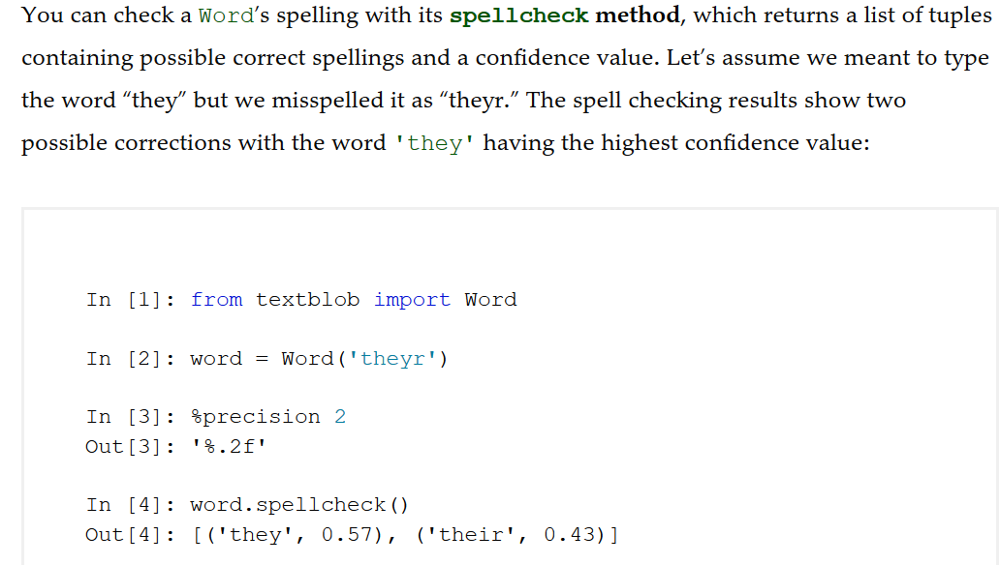 You can check a Word’s spelling with its spellcheck method, which returns a list of tuples
containing possible correct spellings and a confidence value. Let’s assume we meant to type
the word “they” but we misspelled it as “theyr.” The spell checking results show two
possible corrections with the word 'they' having the highest confidence value:
In [1]: from textblob import Word
In [2]: word = Word('theyr')
In [3]: %precision 2
Out[3]: '%.2f'
In [4]: word.spellcheck()
Out[4]: [('they', 0.57), ('their', 0.43)]